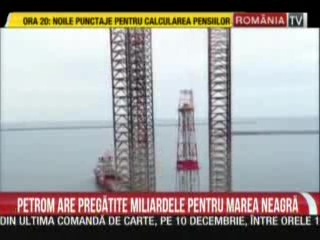 ORA 20: NOILE PUNCTAJE PENTRU CALCULAREA PENSIILOR
ROMÂNIA TV
PETROM ARE PREGĂTITE MILIARDELE PENTRU MAREA NEAGRĂ
DIN ULTIMA COMANDĂ DE CARTE, PE 10 DECEMBRIE, ÎNTRE ORELE 1